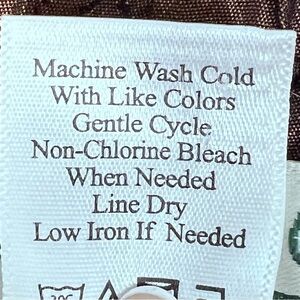 Machine Wash Cold
With Like Colors
Gentle Cycle
Non-Chlorine Bleach
When Needed
Line Dry
Low Iron If Needed